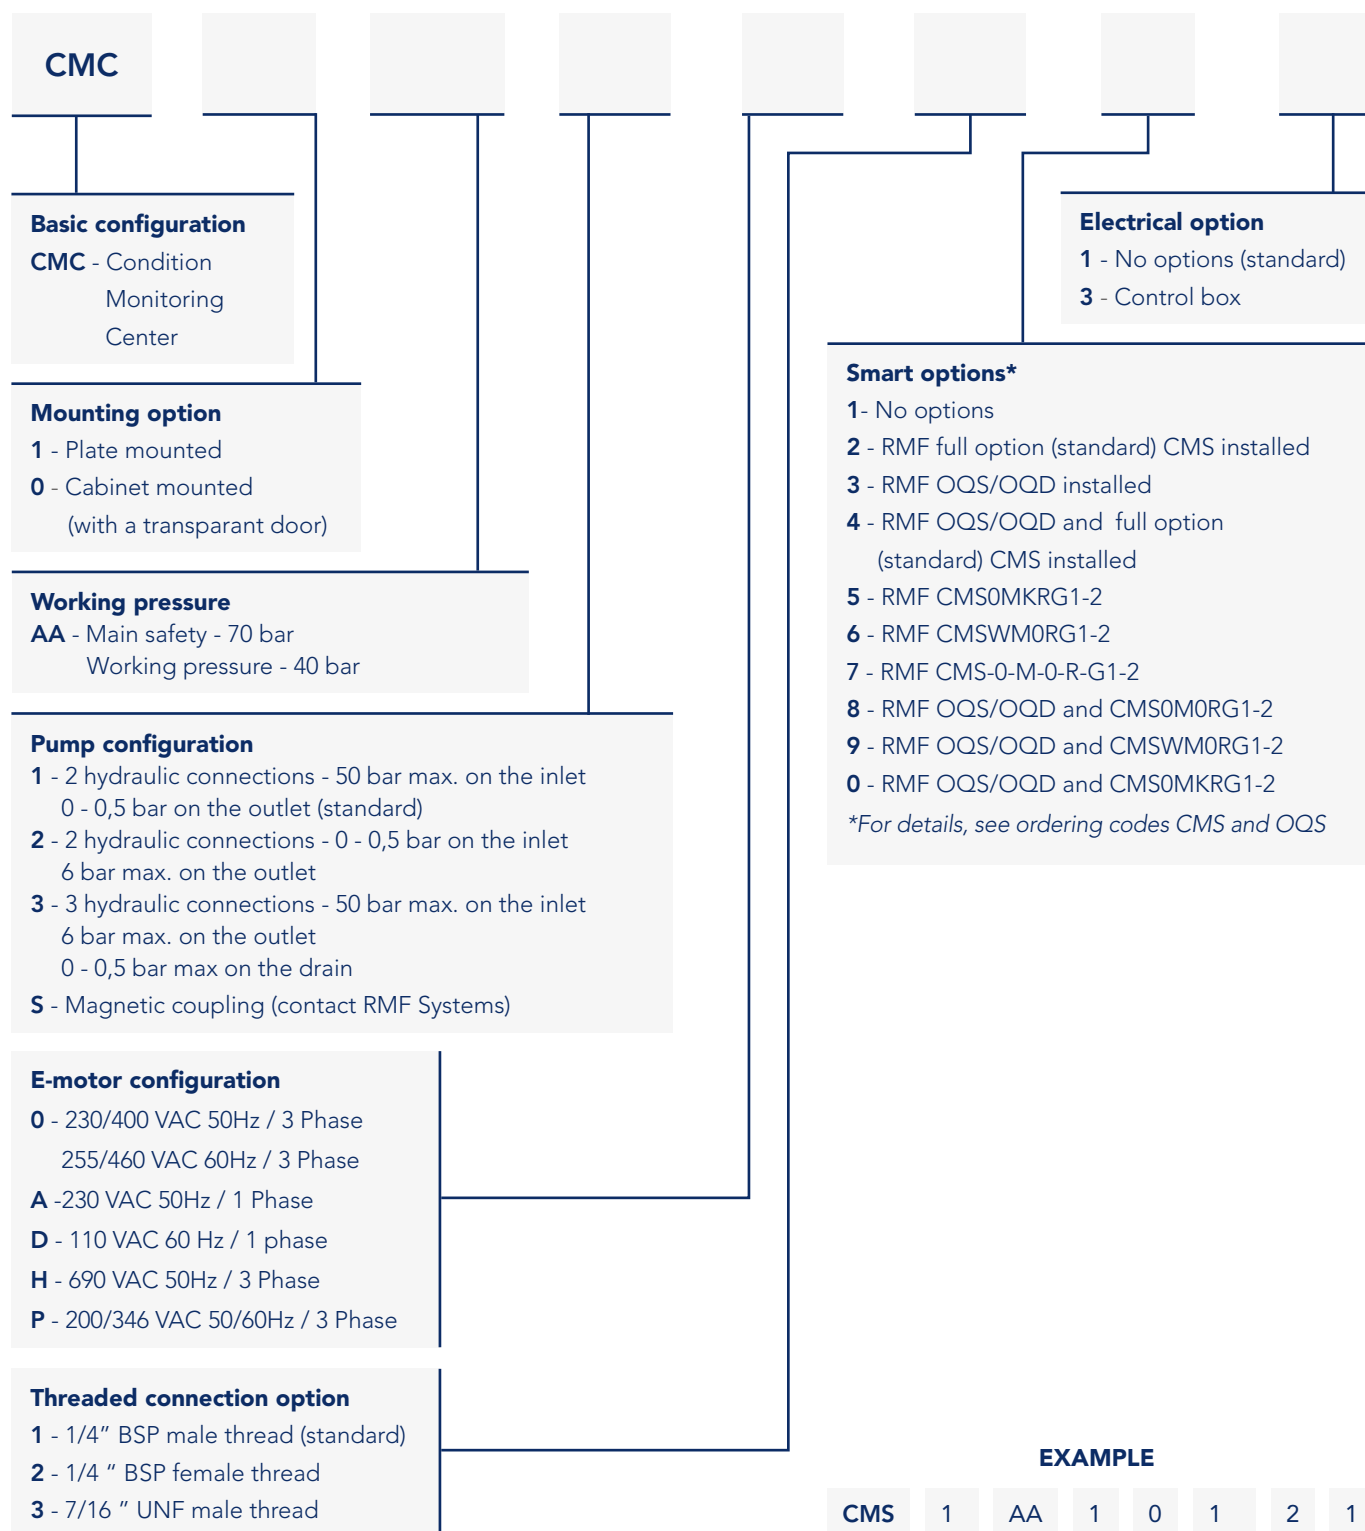 CMC
Basic configuration
CMC - Condition
Monitoring
Center
Mounting option
1 - Plate mounted
0 - Cabinet mounted
(with a transparant door)
Working pressure
AA - Main safety - 70 bar
Working pressure - 40 bar
Pump configuration
1 - 2 hydraulic connections - 50 bar max. on the inlet
0 - 0,5 bar on the outlet (standard)
2 - 2 hydraulic connections - 0 - 0,5 bar on the inlet
6 bar max. on the outlet
3 - 3 hydraulic connections - 50 bar max. on the inlet
6 bar max. on the outlet
0 - 0,5 bar max on the drain
S - Magnetic coupling (contact RMF Systems)
E-motor configuration
0 - 230/400 VAC 50Hz / 3 Phase
255/460 VAC 60Hz / 3 Phase
A -230 VAC 50Hz / 1 Phase
D - 110 VAC 60 Hz / 1 phase
H - 690 VAC 50Hz / 3 Phase
P - 200/346 VAC 50/60Hz / 3 Phase
Threaded connection option
1 - 1/4” BSP male thread (standard)
2 - 1/4 ” BSP female thread
3 - 7/16 ” UNF male thread
Electrical option
1 - No options (standard)
3 - Control box
Smart options*
1- No options
2 - RMF full option (standard) CMS installed
3 - RMF OQS/OQD installed
4 - RMF OQS/OQD and full option
(standard) CMS installed
5 - RMF CMS0MKRG1-2
6 - RMF CMSWM0RG1-2
7 - RMF CMS-0-M-0-R-G1-2
8 - RMF OQS/OQD and CMS0M0RG1-2
9 - RMF OQS/OQD and CMSWM0RG1-2
0 - RMF OQS/OQD and CMS0MKRG1-2
*For details, see ordering codes CMS and OQS
EXAMPLE
CMS 1 AA 1 0 1 2 1